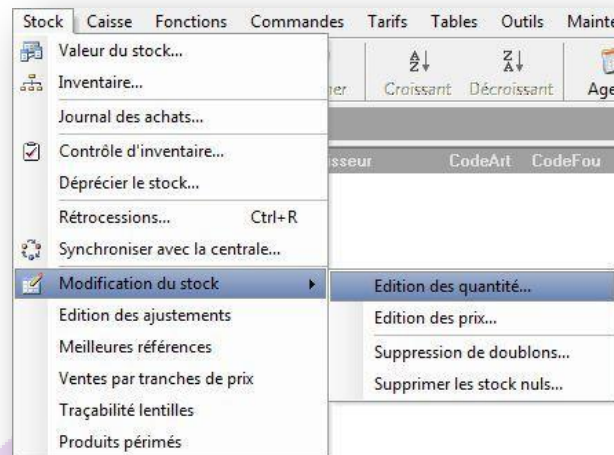 Stock Caisse Fonctions Commandes Tarifs Tables Outils
Valeur du stock...
Croissant Décroissant
Inventaire...
Journal des achats...
Contrôle d'inventaire...
CodeArt CodeFou
Déprécier le stock...
Rétrocessions... Ctrl+R
Synchroniser avec la centrale...
Modification du stock Edition des quantité...
Edition des ajustements Edition des prix...
Meilleures références Suppression de doublons...
Ventes par tranches de prix Supprimer les stock nuls...
Traçabilité lentilles
Produits périmés